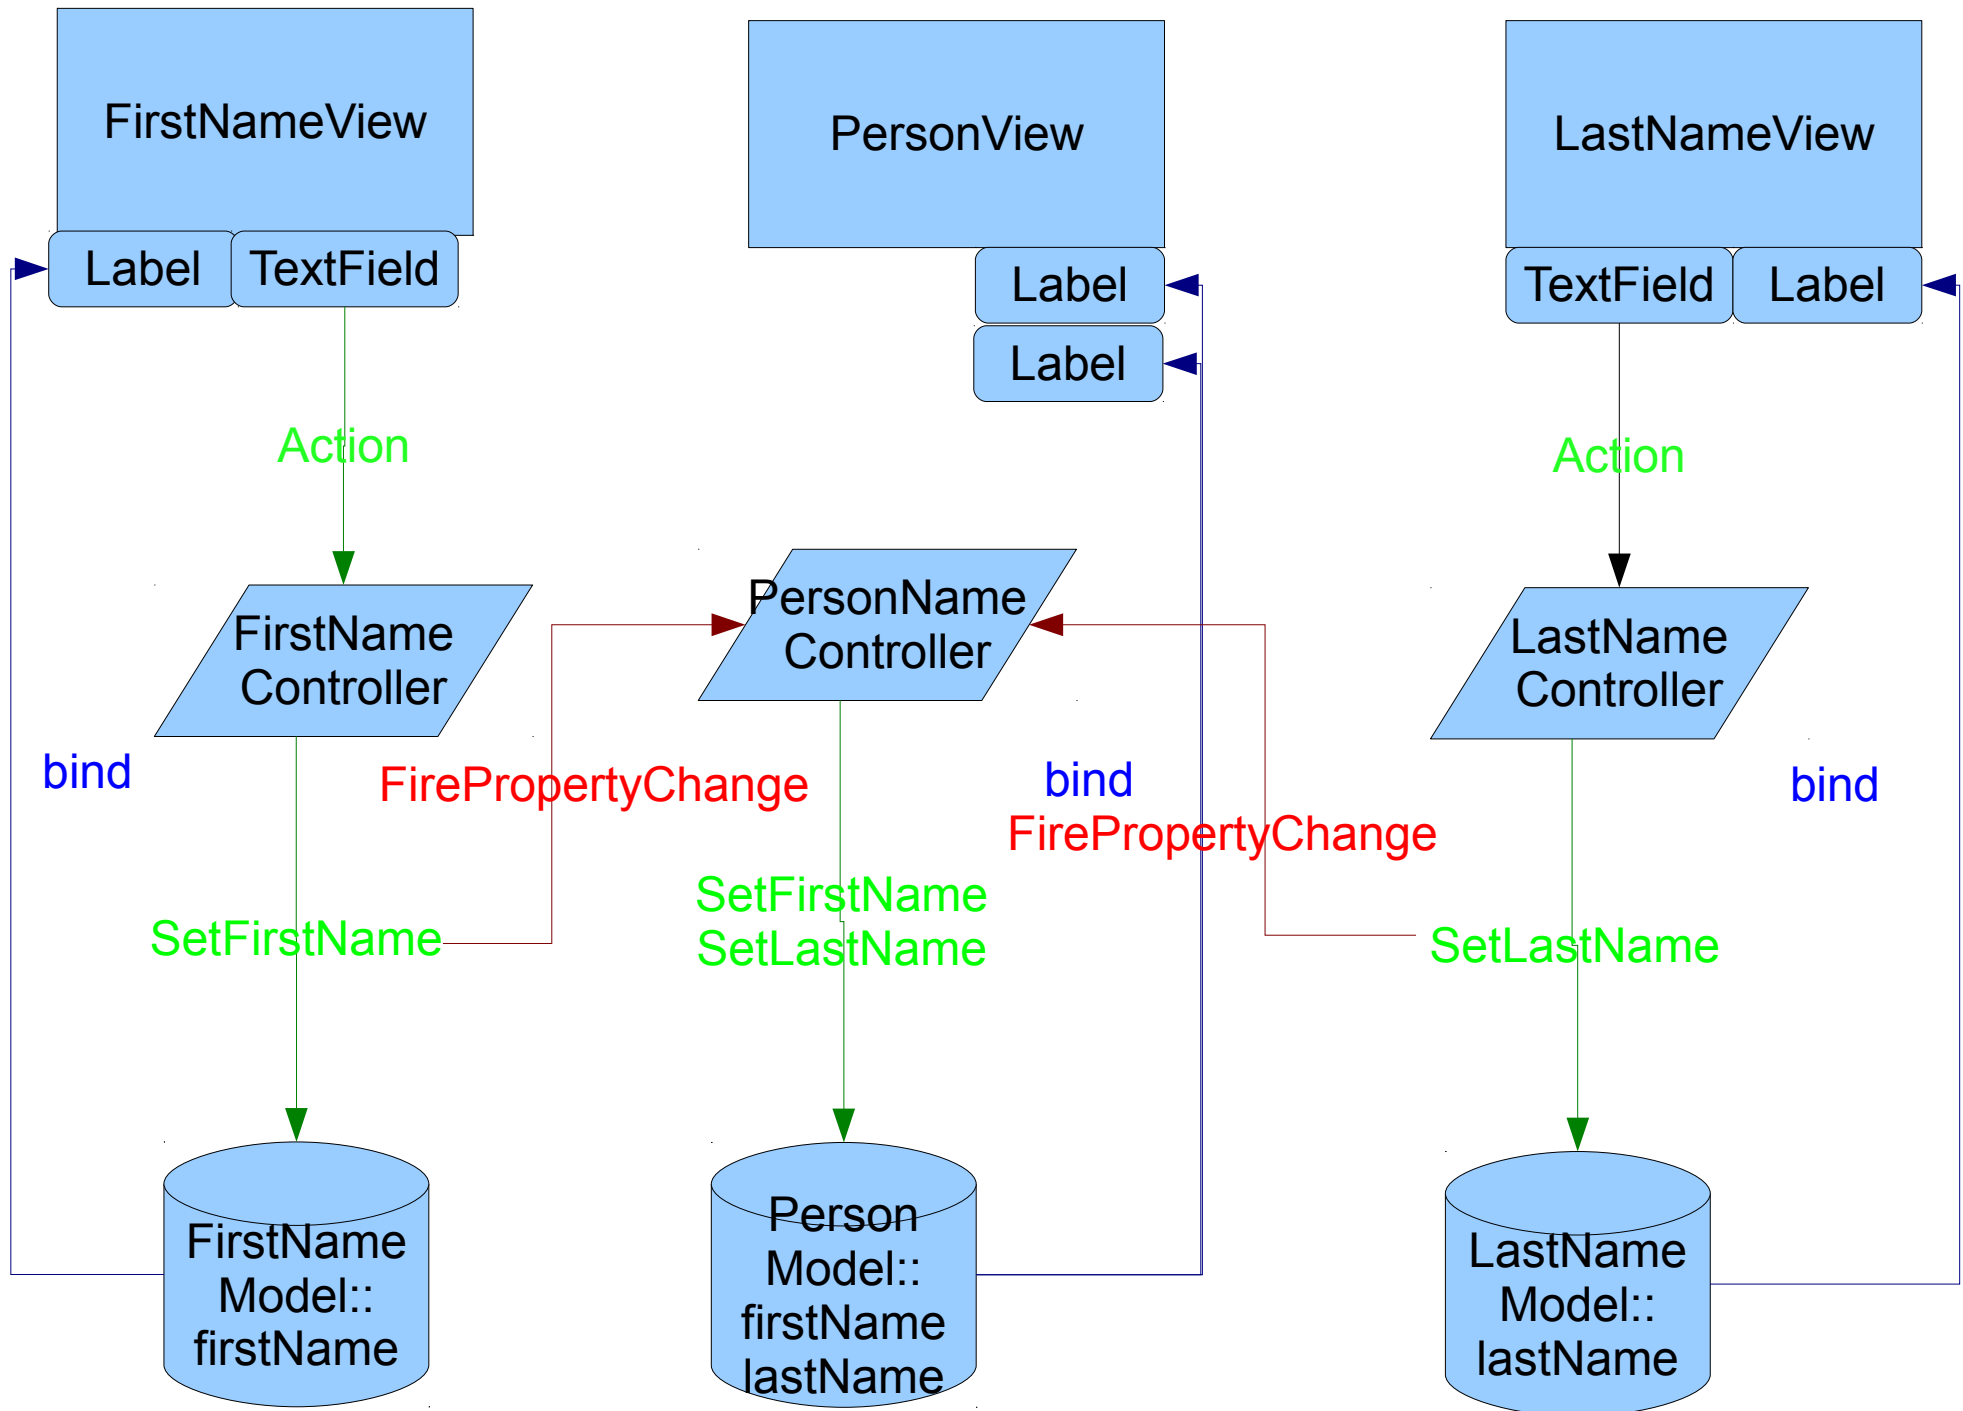 FirstNameView
PersonView
LastNameView
Label
TextField
Label
TextField
Label
Label
Action
Action
FirstName
Controller
PersonName
Controller
LastName
Controller
bind
FirePropertyChange
bind
FirePropertyChange
bind
SetFirstName
SetFirstName
SetLastName
SetLastName
FirstName
Model::
firstName
Person
Model::
firstName
lastName
LastName
Model::
lastName